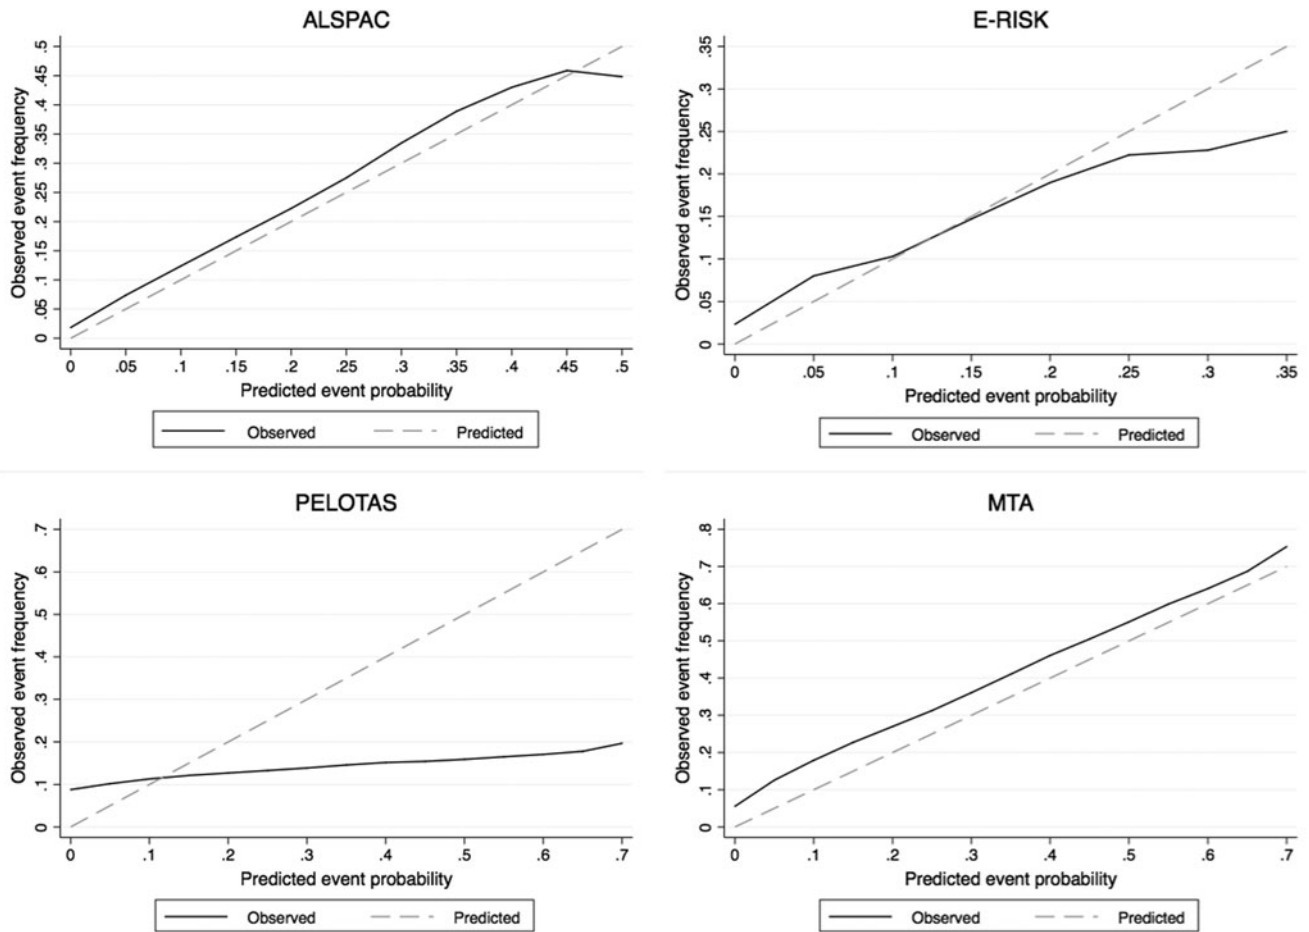 ALSPAC
Observed event frequency
.5
.45
.4
.35
.3
.25
.2
.15
.1
.05
0
0 .05 .1 .15 .2 .25 .3 .35 .4 .45 .5
Predicted event probability
Observed Predicted
E-RISK
Observed event frequency
.35
.3
.25
.2
.15
.1
.05
0
0 .05 .1 .15 .2 .25 .3 .35
Predicted event probability
Observed Predicted
PELOTAS
Observed event frequency
.7
.6
.5
.4
.3
.2
.1
0
0 .1 .2 .3 .4 .5 .6 .7
Predicted event probability
Observed Predicted
MTA
Observed event frequency
.8
.7
.6
.5
.4
.3
.2
.1
0
0 .1 .2 .3 .4 .5 .6 .7
Predicted event probability
Observed Predicted